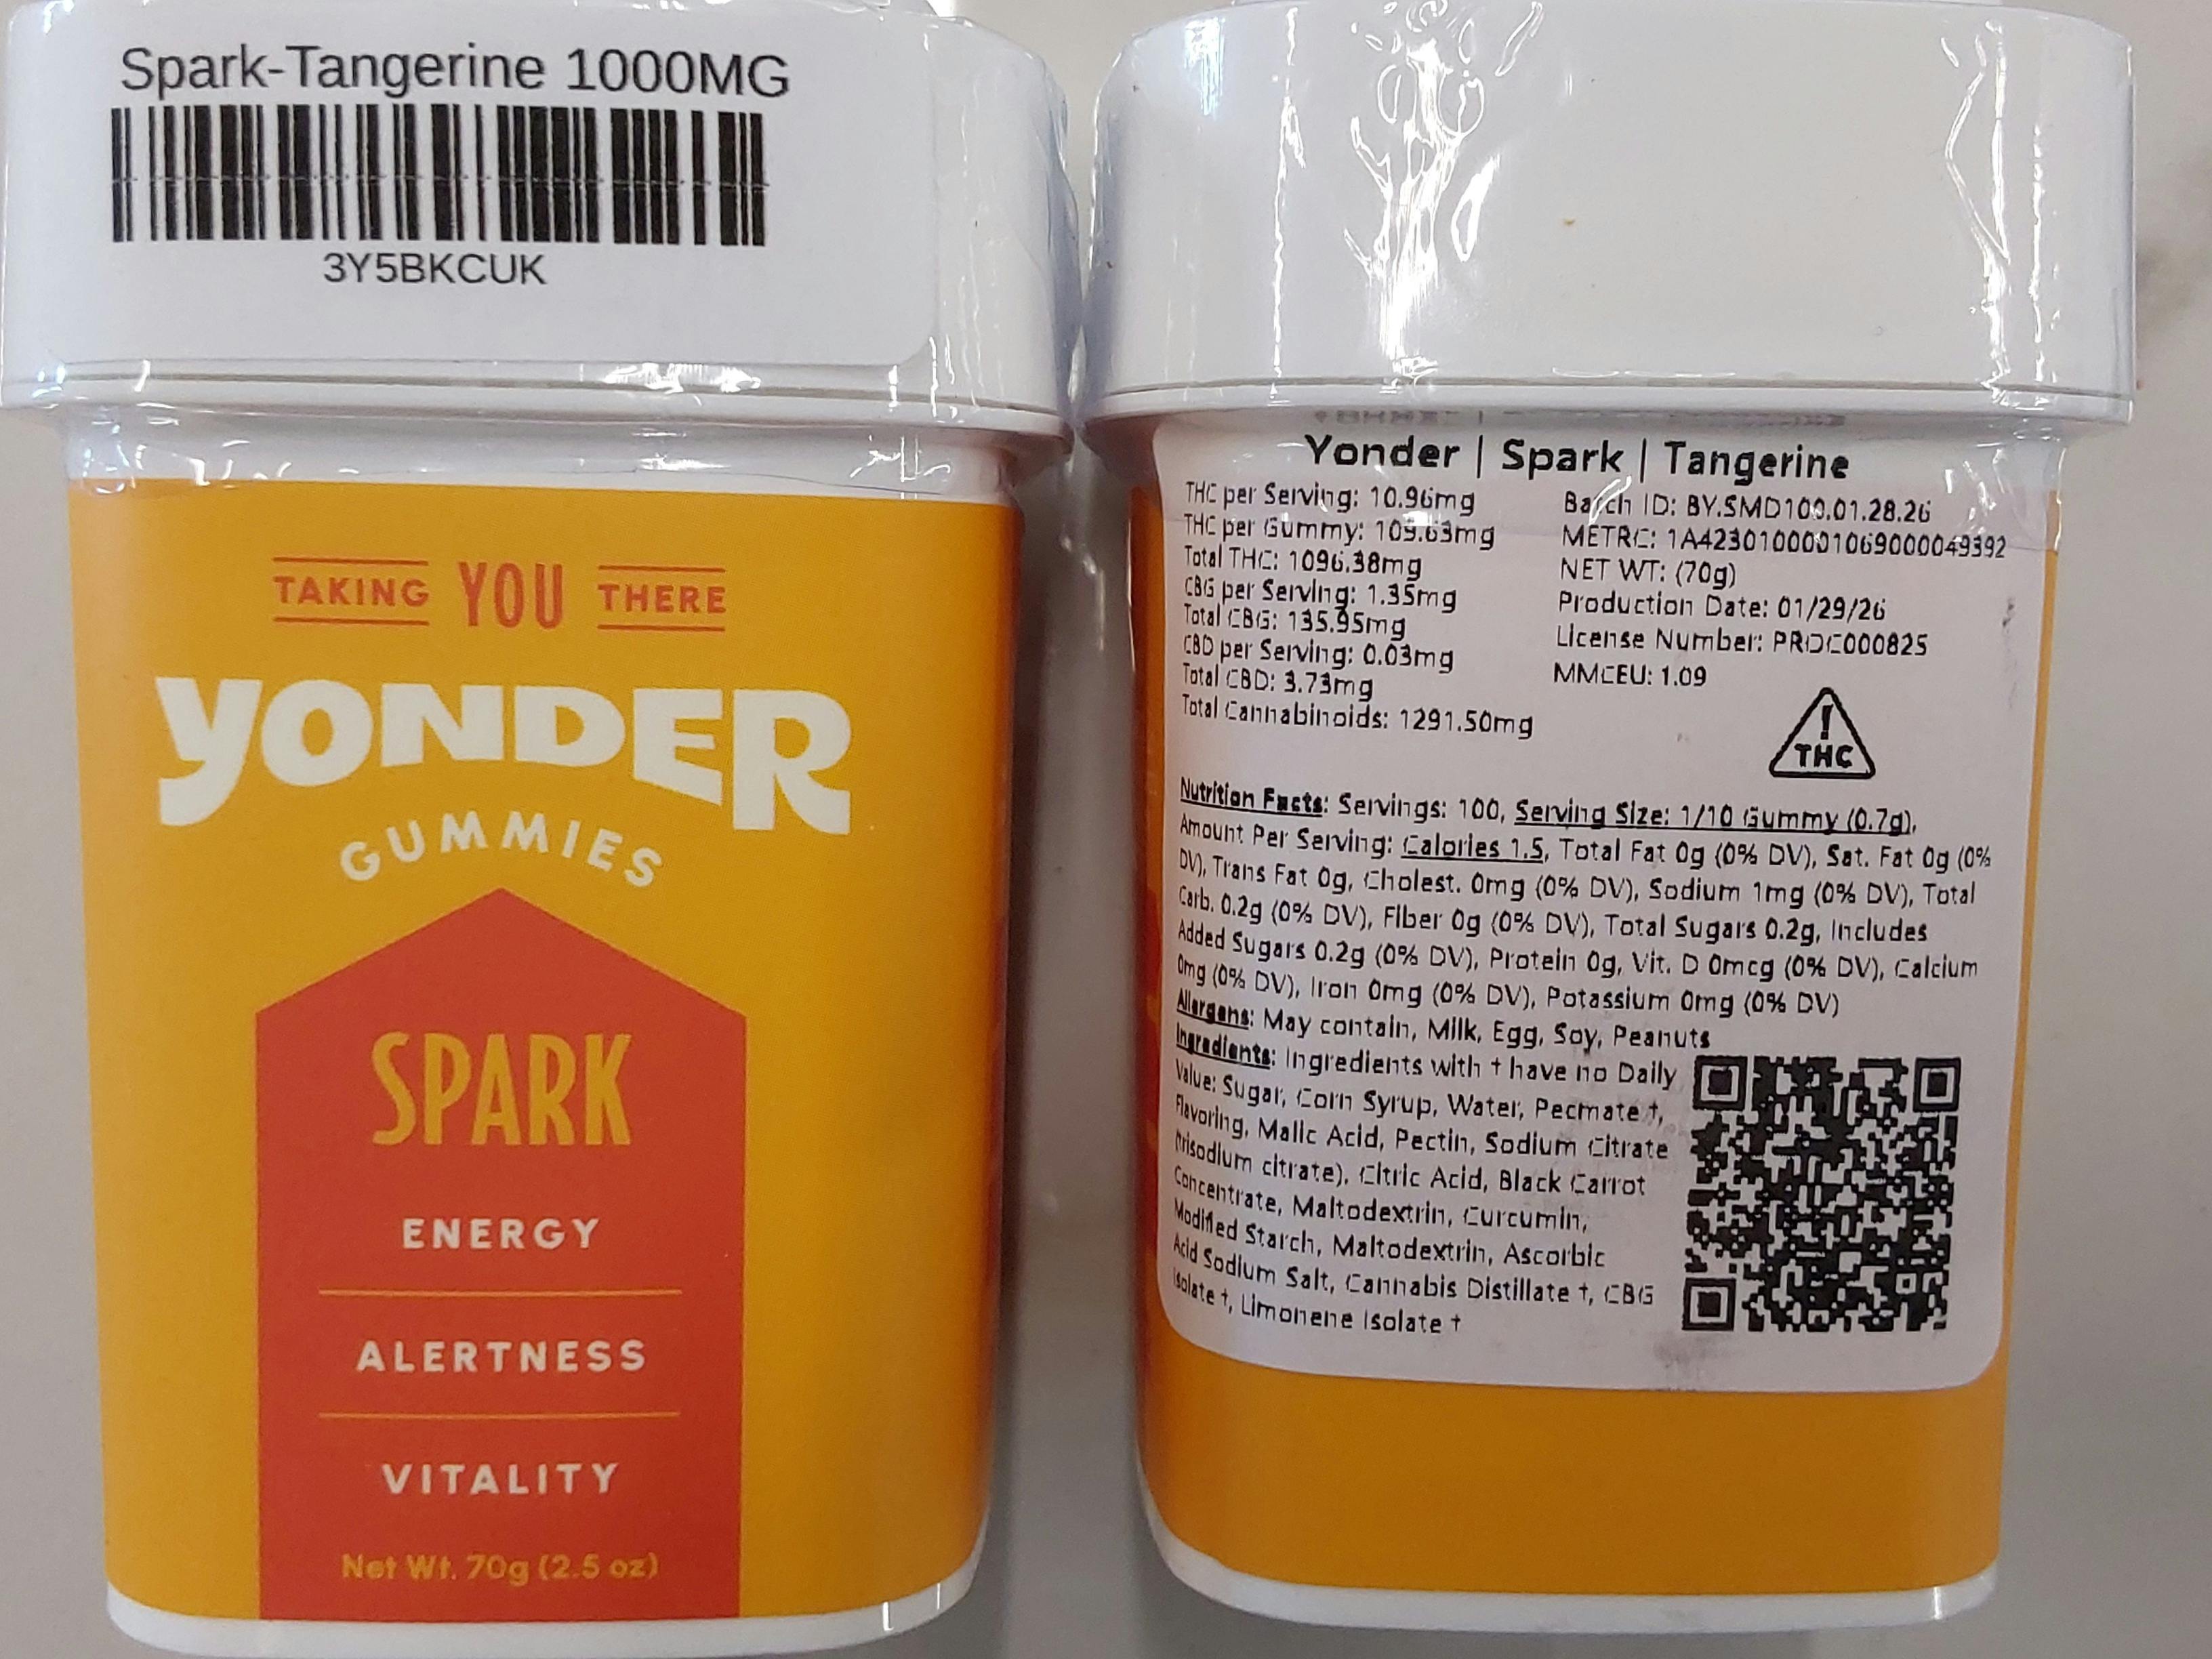 Spark-Tangerine 1000MG
3Y5BKCUK
TAKING YOU THERE
YONDER
GUMMIES
SPARK
ENERGY
ALERTNESS
VITALITY
Net Wt. 70g (2.5 oz)
Yonder | Spark | Tangerine
THC per Serving: 10.96mg
THC per Gummy: 109.63mg
Total THC: 1096.38mg
CBG per Serving: 1.35mg
Total CBG: 135.95mg
CBD per Serving: 0.03mg
Total CBD: 3.73mg
Total Cannabinoids: 1291.50mg
Batch ID: BY.SMD100.01.28.26
METRC: 1A4230100001069000049392
NET WT: (70g)
Production Date: 01/29/26
License Number: PROC000825
MMCEU: 1.09
!
THC
Nutrition Facts: Servings: 100, Serving Size: 1/10 Gummy (0.7g),
Amount Per Serving: Calories 1.5, Total Fat 0g (0% DV), Sat. Fat 0g (0%
DV), Trans Fat 0g, Cholest. 0mg (0% DV), Sodium 1mg (0% DV), Total
Carb. 0.2g (0% DV), Fiber 0g (0% DV), Total Sugars 0.2g, Includes
Added Sugars 0.2g (0% DV), Protein 0g, Vit. D 0mcg (0% DV), Calcium
0mg (0% DV), Iron 0mg (0% DV), Potassium 0mg (0% DV)
Allergens: May contain, Milk, Egg, Soy, Peanuts
Ingredients: Ingredients with † have no Daily
Value: Sugar, Corn Syrup, Water, Pecmate †,
Flavoring, Malic Acid, Pectin, Sodium Citrate
(trisodium citrate), Citric Acid, Black Carrot
Concentrate, Maltodextrin, Curcumin,
Modified Starch, Maltodextrin, Ascorbic
Acid Sodium Salt, Cannabis Distillate †, CBG
Isolate †, Limonene Isolate †